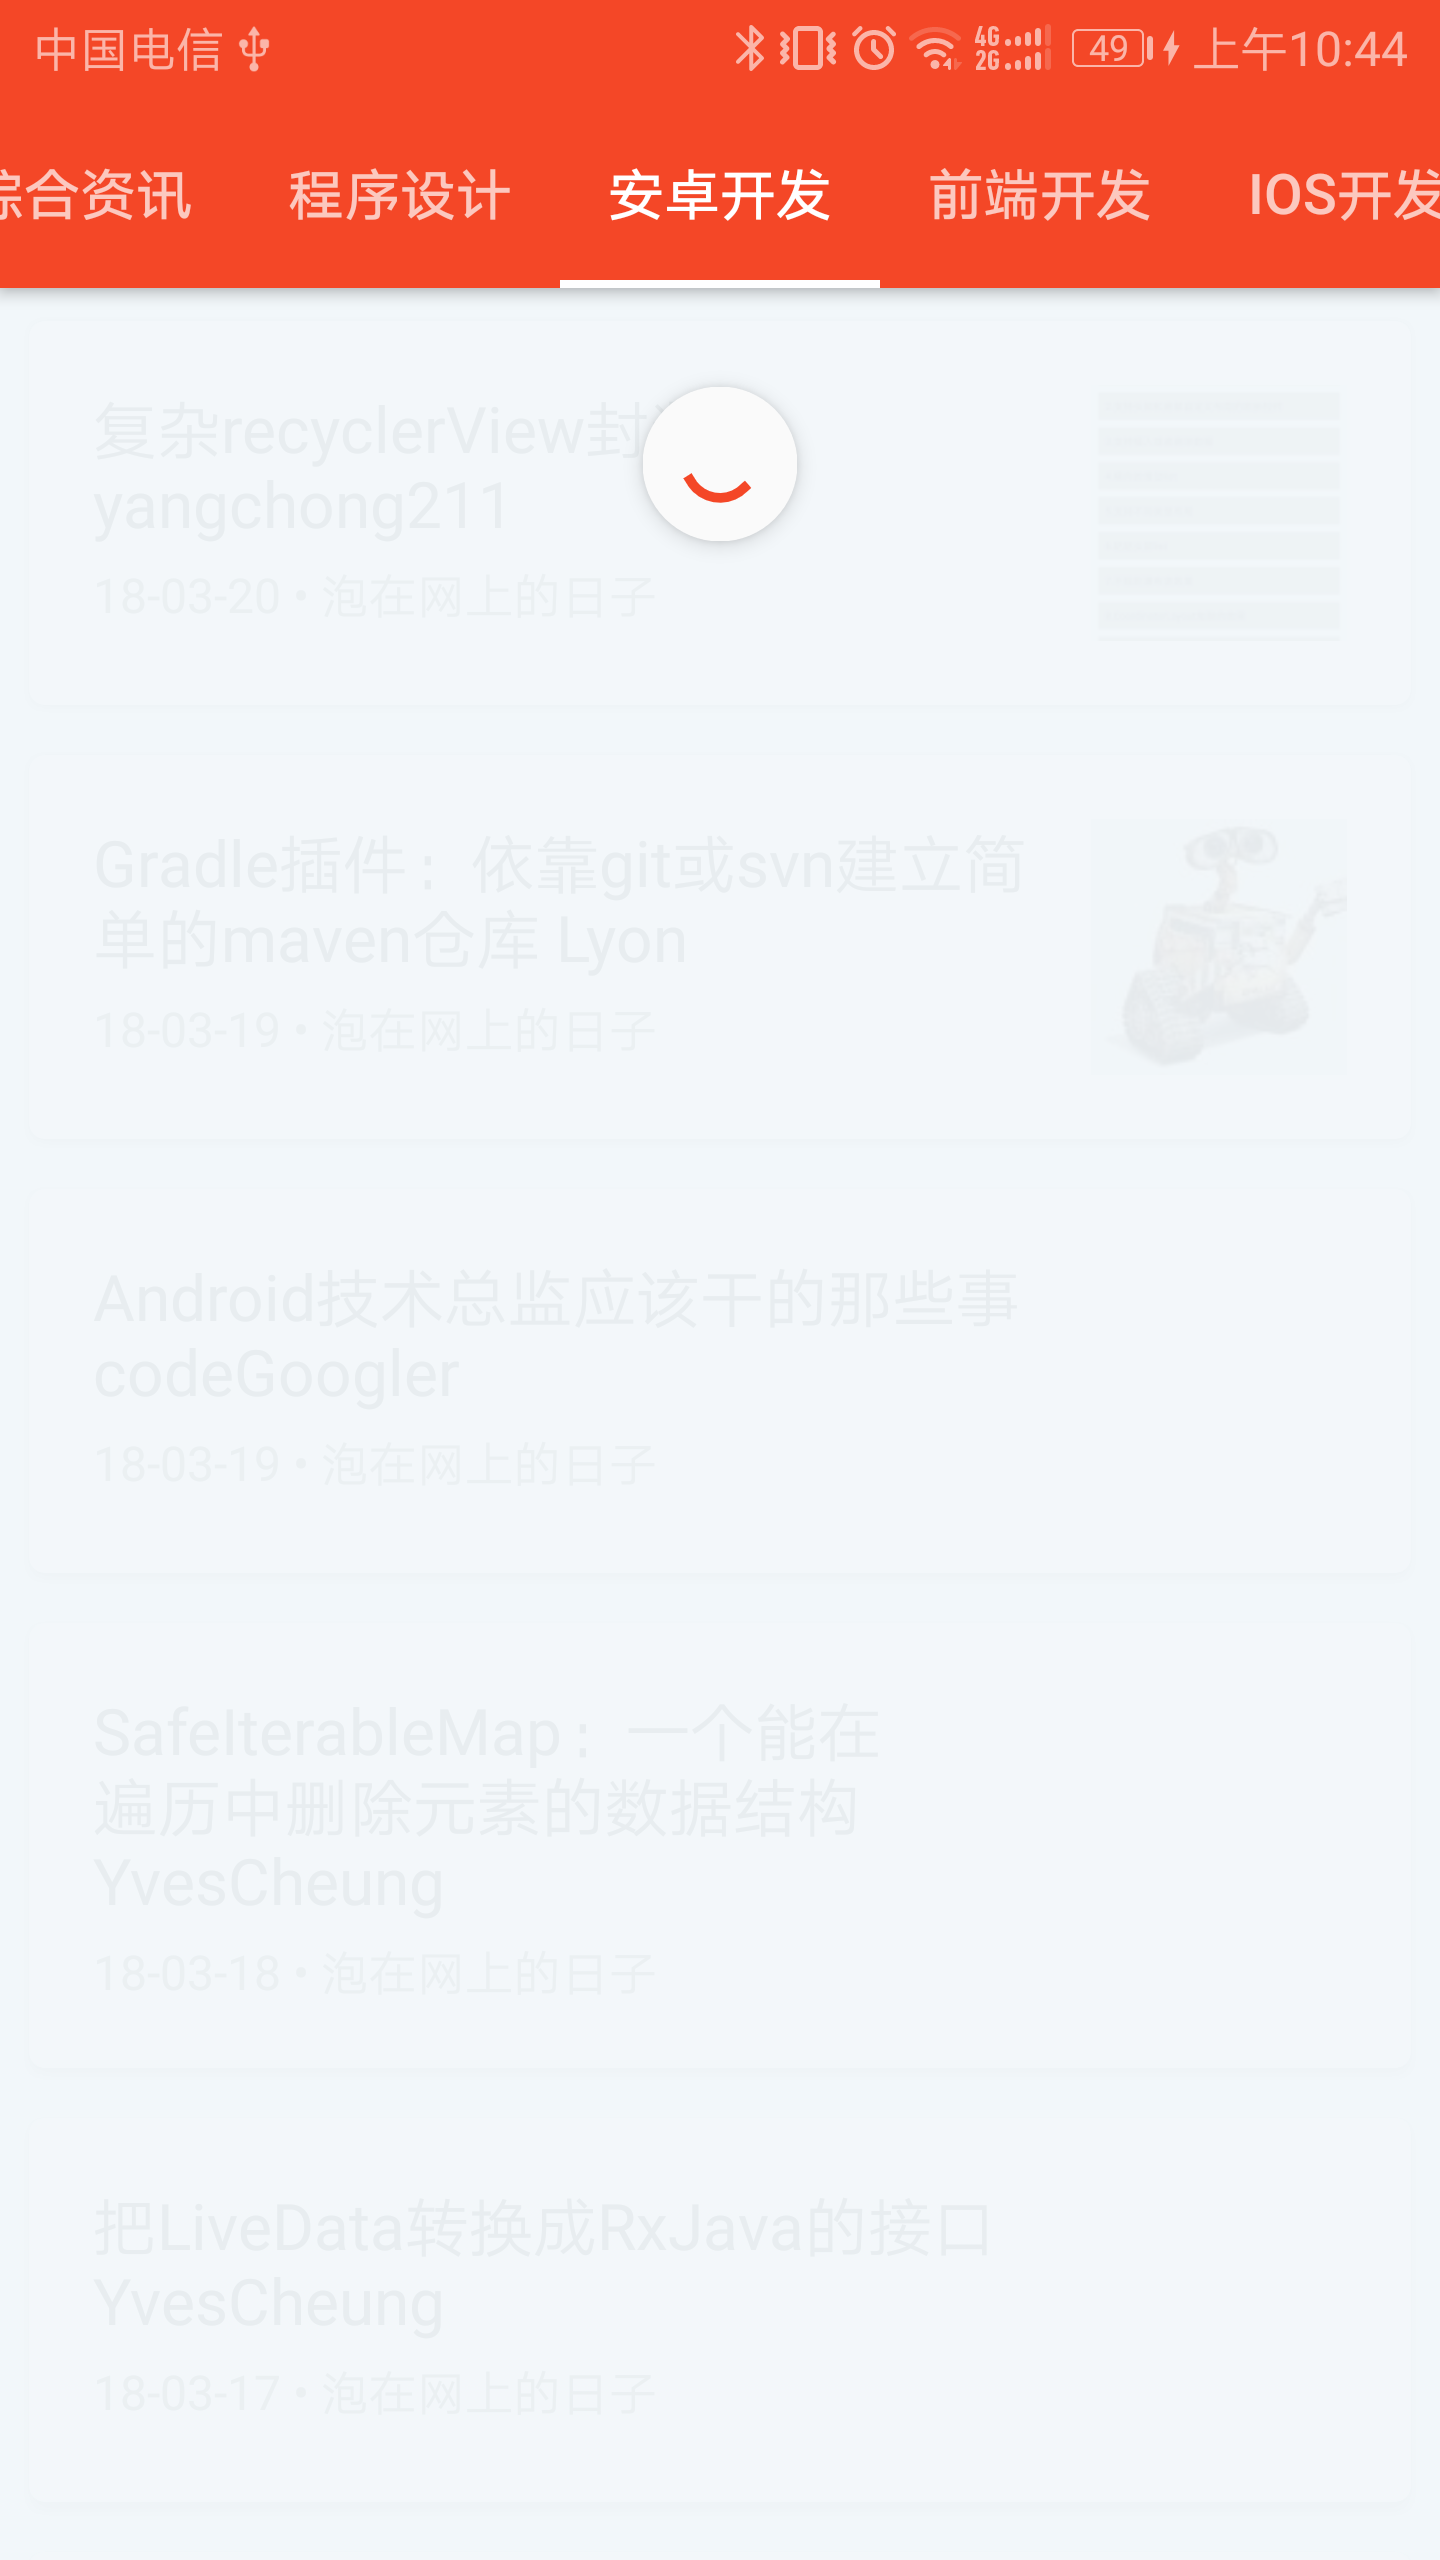 中国电信 4G 2G 49 上午10:44
综合资讯 程序设计 安卓开发 前端开发 IOS开发
复杂recyclerView封
yangchong211
18-03-20 • 泡在网上的日子
Gradle插件：依靠git或svn建立简
单的maven仓库 Lyon
18-03-19 • 泡在网上的日子
Android技术总监应该干的那些事
codeGoogler
18-03-19 • 泡在网上的日子
SafeIterableMap：一个能在
遍历中删除元素的数据结构
YvesCheung
18-03-18 • 泡在网上的日子
把LiveData转换成RxJava的接口
YvesCheung
18-03-17 • 泡在网上的日子